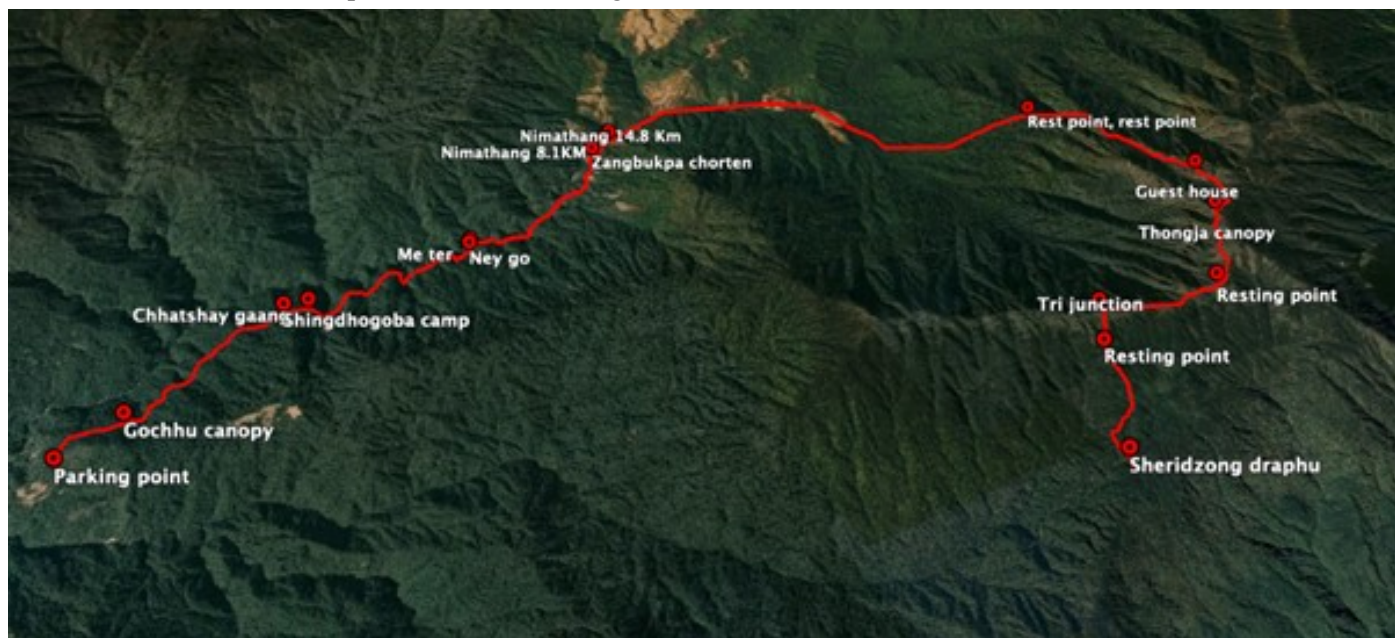 Nimathang 14.8 Km
Nimathang 8.1KM
Zangbukpa chorten
Rest point, rest point
Guest house
Thongja canopy
Me ter
Ney go
Resting point
Tri junction
Chhatshay gaang
Shingdhogoba camp
Resting point
Gochhu canopy
Sheridzong draphu
Parking point